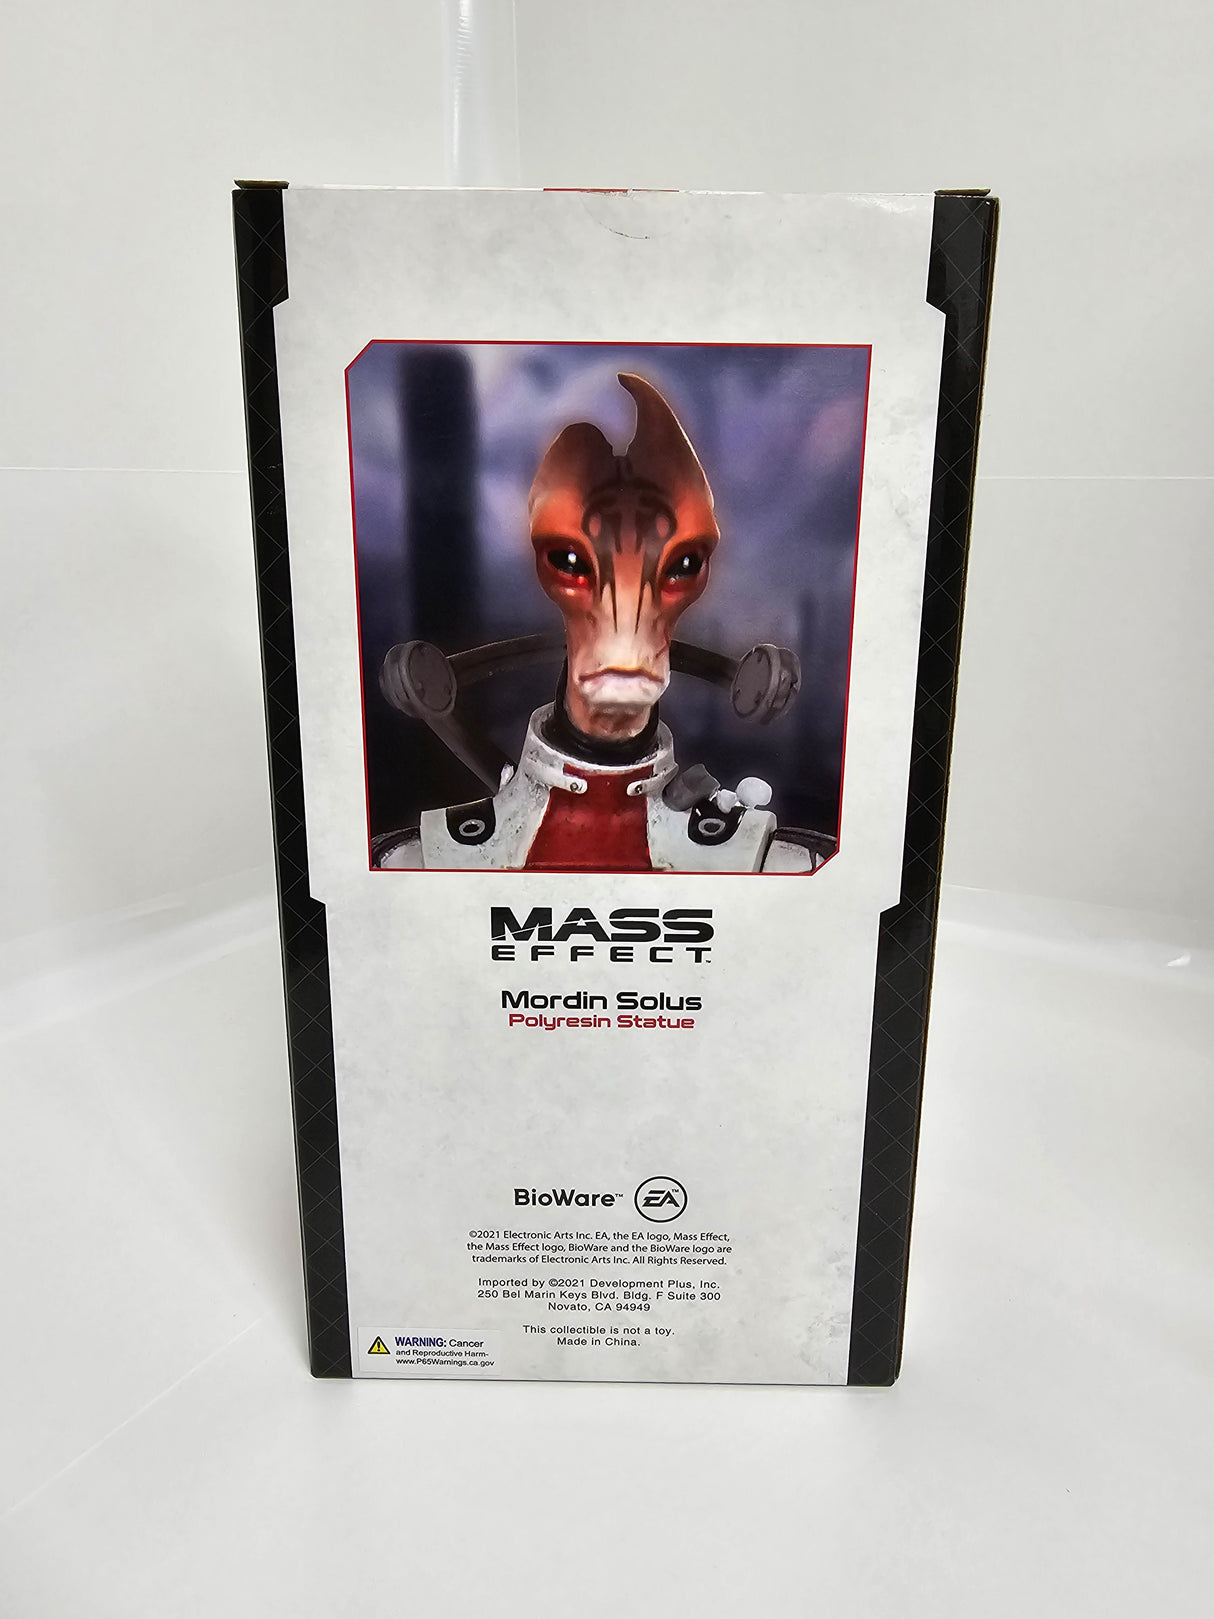 MASS
EFFECT™
Mordin Solus
Polyresin Statue
BioWare™ EA™
©2021 Electronic Arts Inc. EA, the EA logo, Mass Effect,
the Mass Effect logo, BioWare and the BioWare logo are
trademarks of Electronic Arts Inc. All Rights Reserved.
Imported by ©2021 Development Plus, Inc.
250 Bel Marin Keys Blvd. Bldg. F Suite 300
Novato, CA 94949
This collectible is not a toy.
Made in China.
WARNING: Cancer
and Reproductive Harm-
www.P65Warnings.ca.gov